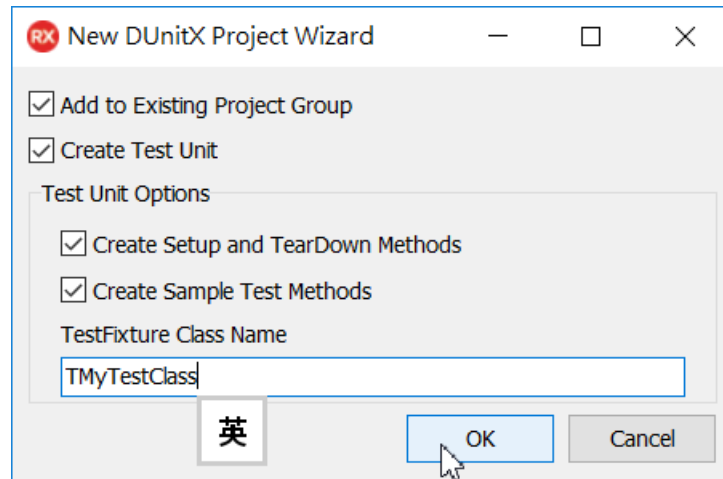 RX New DUnitX Project Wizard
Add to Existing Project Group
Create Test Unit
Test Unit Options
Create Setup and TearDown Methods
Create Sample Test Methods
TestFixture Class Name
TMyTestClass
英
OK Cancel